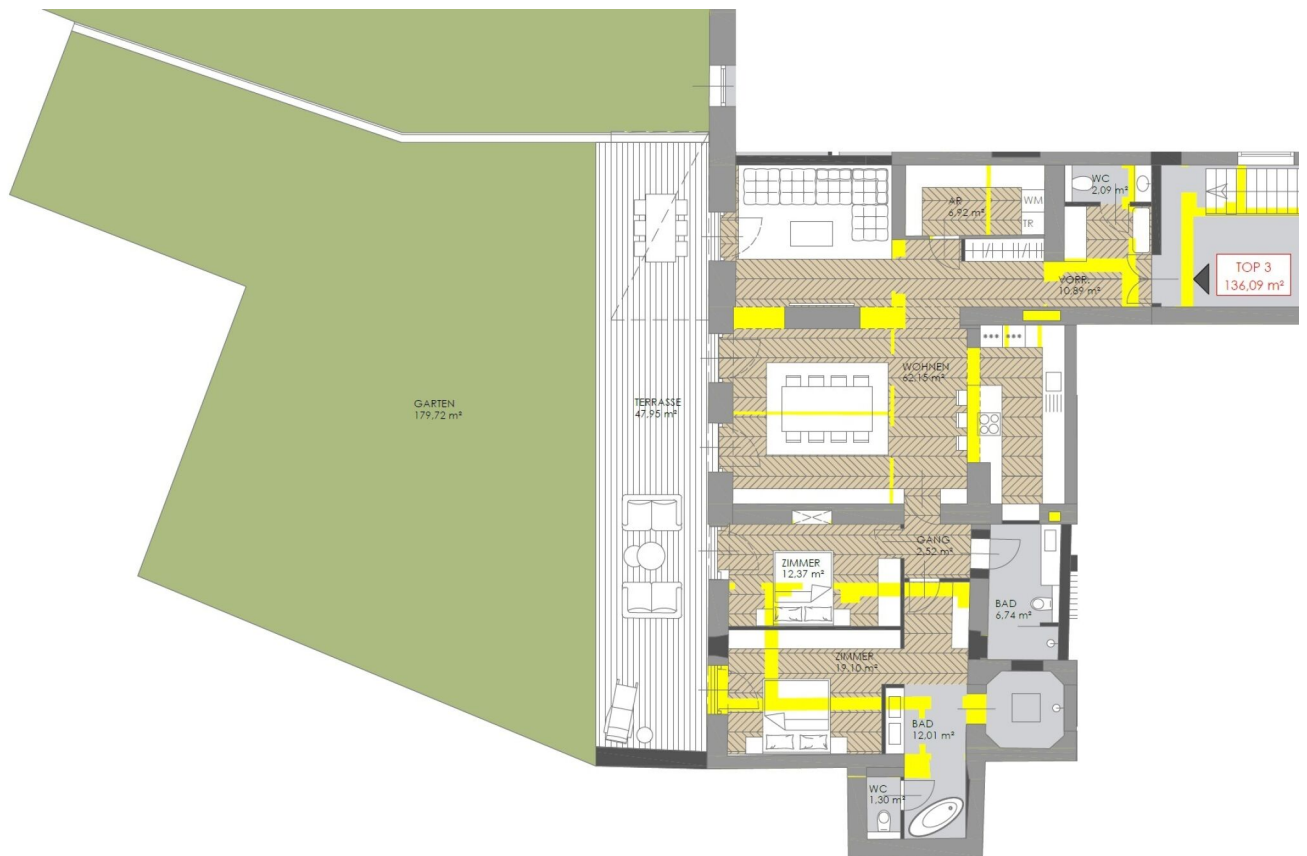 WC
2,09 m²
AR
6,92 m²
WM
TR
TOP 3
136,09 m²
VORR.
10,89 m²
WOHNEN
62,15 m²
GARTEN
179,72 m²
TERRASSE
47,95 m²
GANG
2,52 m²
ZIMMER
12,37 m²
BAD
6,74 m²
ZIMMER
19,10 m²
BAD
12,01 m²
WC
1,30 m²